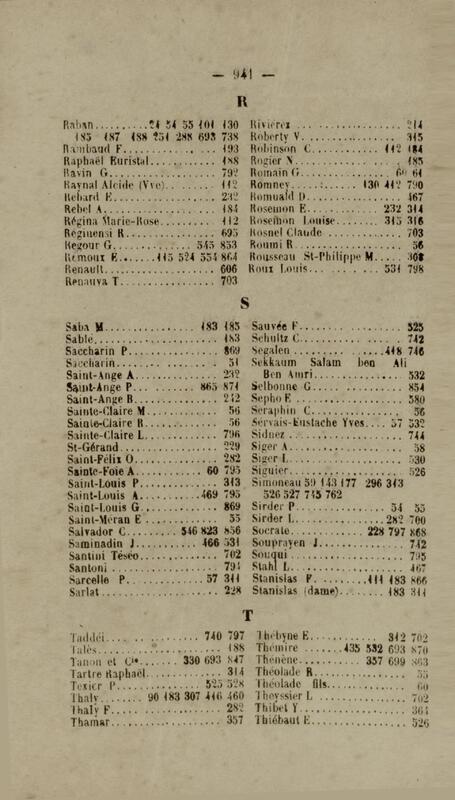 — 941 —
R
Raban......... 24 54 55 101 130
185 187 188 251 288 693 738
Rambaud F................ 193
Raphaël Euristal........... 188
Ravin G................... 792
Raynal Alcide (Vve)........ 112
Rebard E.................. 232
Rebel A................... 184
Régina Marie-Rose......... 112
Réginensi R............... 695
Regour G.............. 545 853
Rémoux E...... 115 524 554 864
Renault................... 606
Renauva T................. 703
Rivièrez .................. 214
Roberty V................. 315
Robinson C............ 112 184
Rogier N.................. 185
Romain G................ 60 61
Romney............ 130 412 790
Romuald D................. 467
Rosemon E............. 232 314
Rosemon Louise........ 315 316
Rosnel Claude ............ 703
Roumi R.................... 56
Rousseau St-Philippe M.... 308
Roux Louis............ 531 798
S
Saba M................ 183 185
Sable..................... 183
Saccharin P............... 869
Saccharin.................. 51
Saint-Ange A.............. 232
Saint-Ange P.......... 865 871
Saint-Ange R.............. 242
Sainte-Claire M............ 56
Sainte-Claire R............ 56
Sainte-Claire L........... 796
St-Gérand................. 229
Saint-Félix O............. 282
Sainte-Foie A.......... 60 795
Saint-Louis P............. 313
Saint-Louis A......... 469 795
Saint-Louis G............. 869
Saint-Méran E ............. 55
Salvador C........ 546 823 856
Saminadin J........... 466 531
Santini Téséo............. 702
Santoni .................. 791
Sarcelle P............. 57 311
Sarlat.................... 228
Sauvée F.................. 525
Schultz C................. 742
Segalen............... 418 746
Sekkaum Salam ben Ali
Ben Amri.............. 532
Selbonne G................ 854
Sepho E................... 580
Séraphin C................. 56
Servais-Eustache Yves... 57 532
Sidnez.................... 744
Siger A.................... 58
Siger L................... 530
Siguier................... 526
Simoneau 59 143 177 296 313
526 527 745 762
Sirder P................ 54 55
Sirder L.............. 282 700
Socrate........... 228 797 868
Souprayen J............... 742
Souqui ................... 795
Stahl L................... 467
Stanislas F....... 411 183 866
Stanislas (dame)...... 183 311
T
Taddéi................ 740 797
Talès..................... 188
Tanon et Cie...... 330 693 847
Tartre Raphaël............ 314
Texier P.............. 525 528
Thaly....... 90 183 307 416 460
Thaly F................... 282
Thamar.................... 357
Thébyne E............. 312 702
Thémire....... 435 532 693 870
Thénène........... 357 699 863
Théolade R................. 55
Théolade fils.............. 60
Theyssier L............... 702
Thibet Y.................. 364
Thiébaut E................ 526